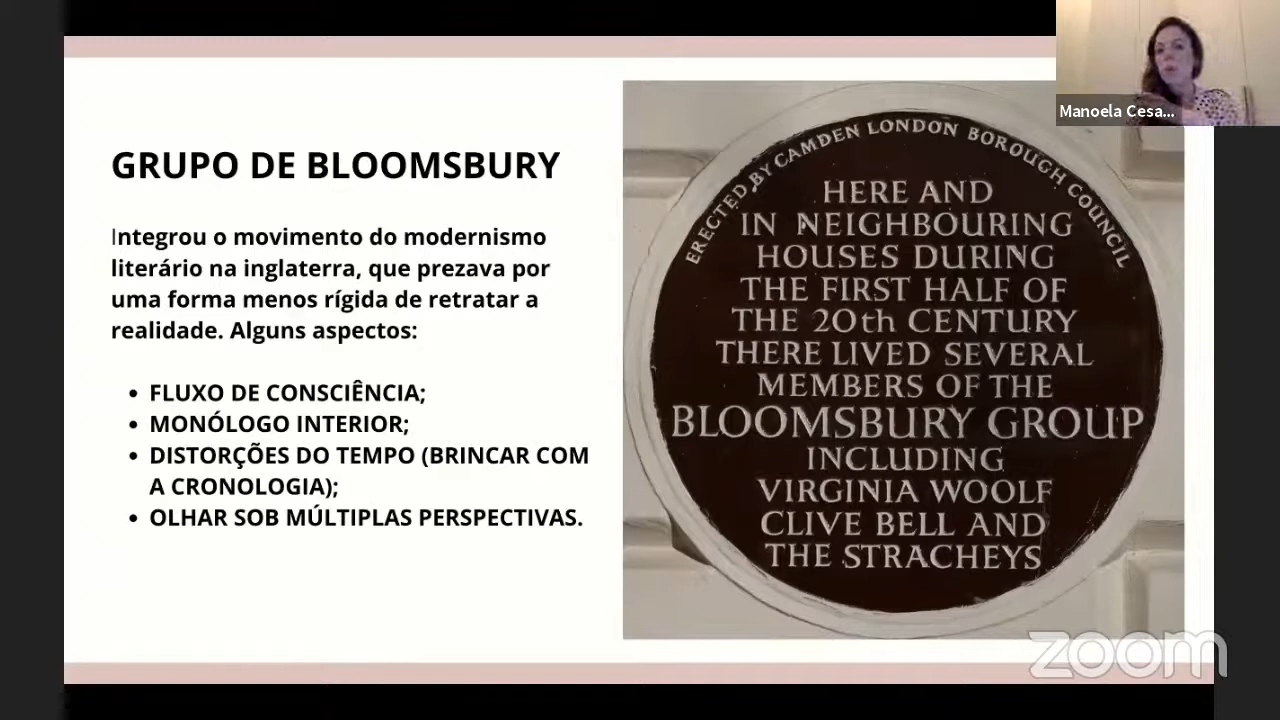 GRUPO DE BLOOMSBURY
Integrou o movimento do modernismo
literário na inglaterra, que prezava por
uma forma menos rígida de retratar a
realidade. Alguns aspectos:
• FLUXO DE CONSCIÊNCIA;
• MONÓLOGO INTERIOR;
• DISTORÇÕES DO TEMPO (BRINCAR COM
A CRONOLOGIA);
• OLHAR SOB MÚLTIPLAS PERSPECTIVAS.
ERECTED BY CAMDEN LONDON BOROUGH COUNCIL
HERE AND
IN NEIGHBOURING
HOUSES DURING
THE FIRST HALF OF
THE 20th CENTURY
THERE LIVED SEVERAL
MEMBERS OF THE
BLOOMSBURY GROUP
INCLUDING
VIRGINIA WOOLF
CLIVE BELL AND
THE STRACHEYS
Manoela Cesa...
zoom